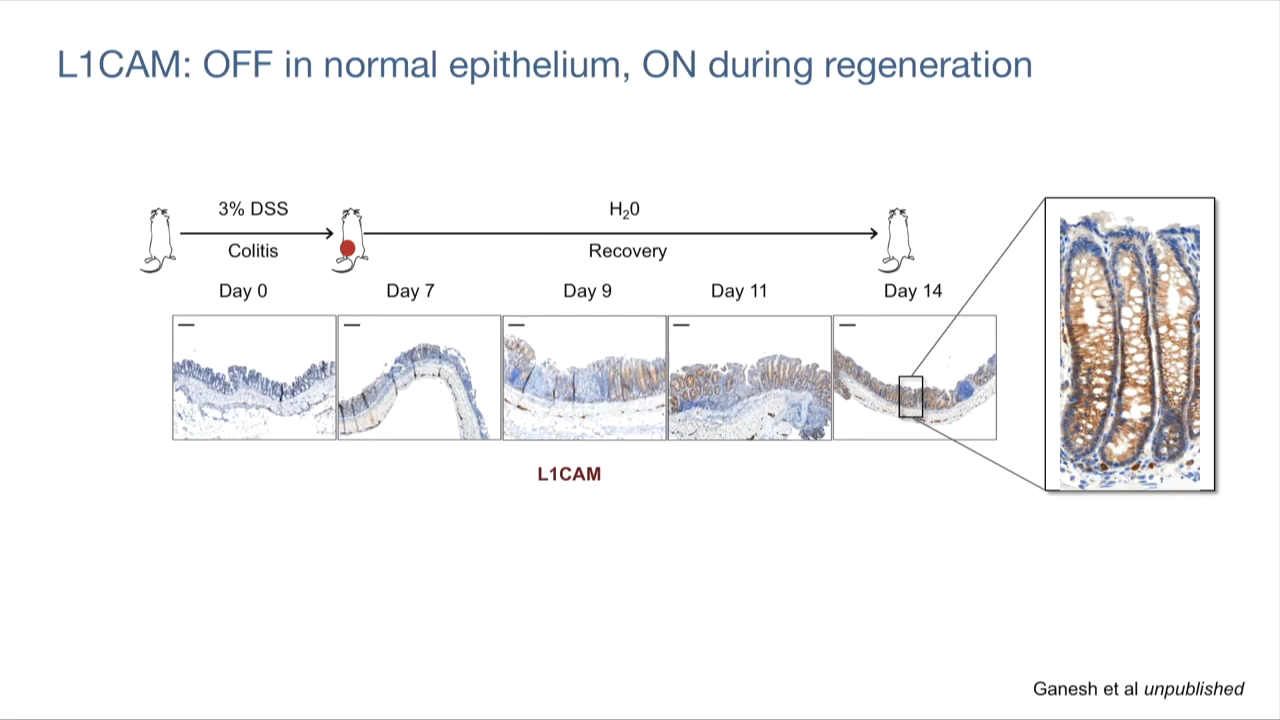 L1CAM: OFF in normal epithelium, ON during regeneration
3% DSS
H₂0
Colitis
Recovery
Day 0
Day 7
Day 9
Day 11
Day 14
L1CAM
Ganesh et al unpublished